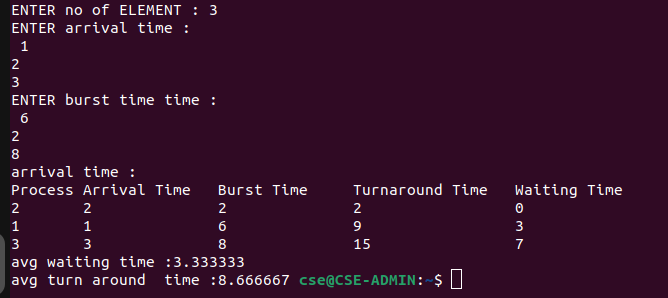 ENTER no of ELEMENT : 3
ENTER arrival time :
 1
2
3
ENTER burst time time :
 6
2
8
arrival time :
Process Arrival Time   Burst Time     Turnaround Time   Waiting Time
2       2              2              2                 0
1       1              6              9                 3
3       3              8              15                7
avg waiting time :3.333333
avg turn around  time :8.666667 cse@CSE-ADMIN:~$